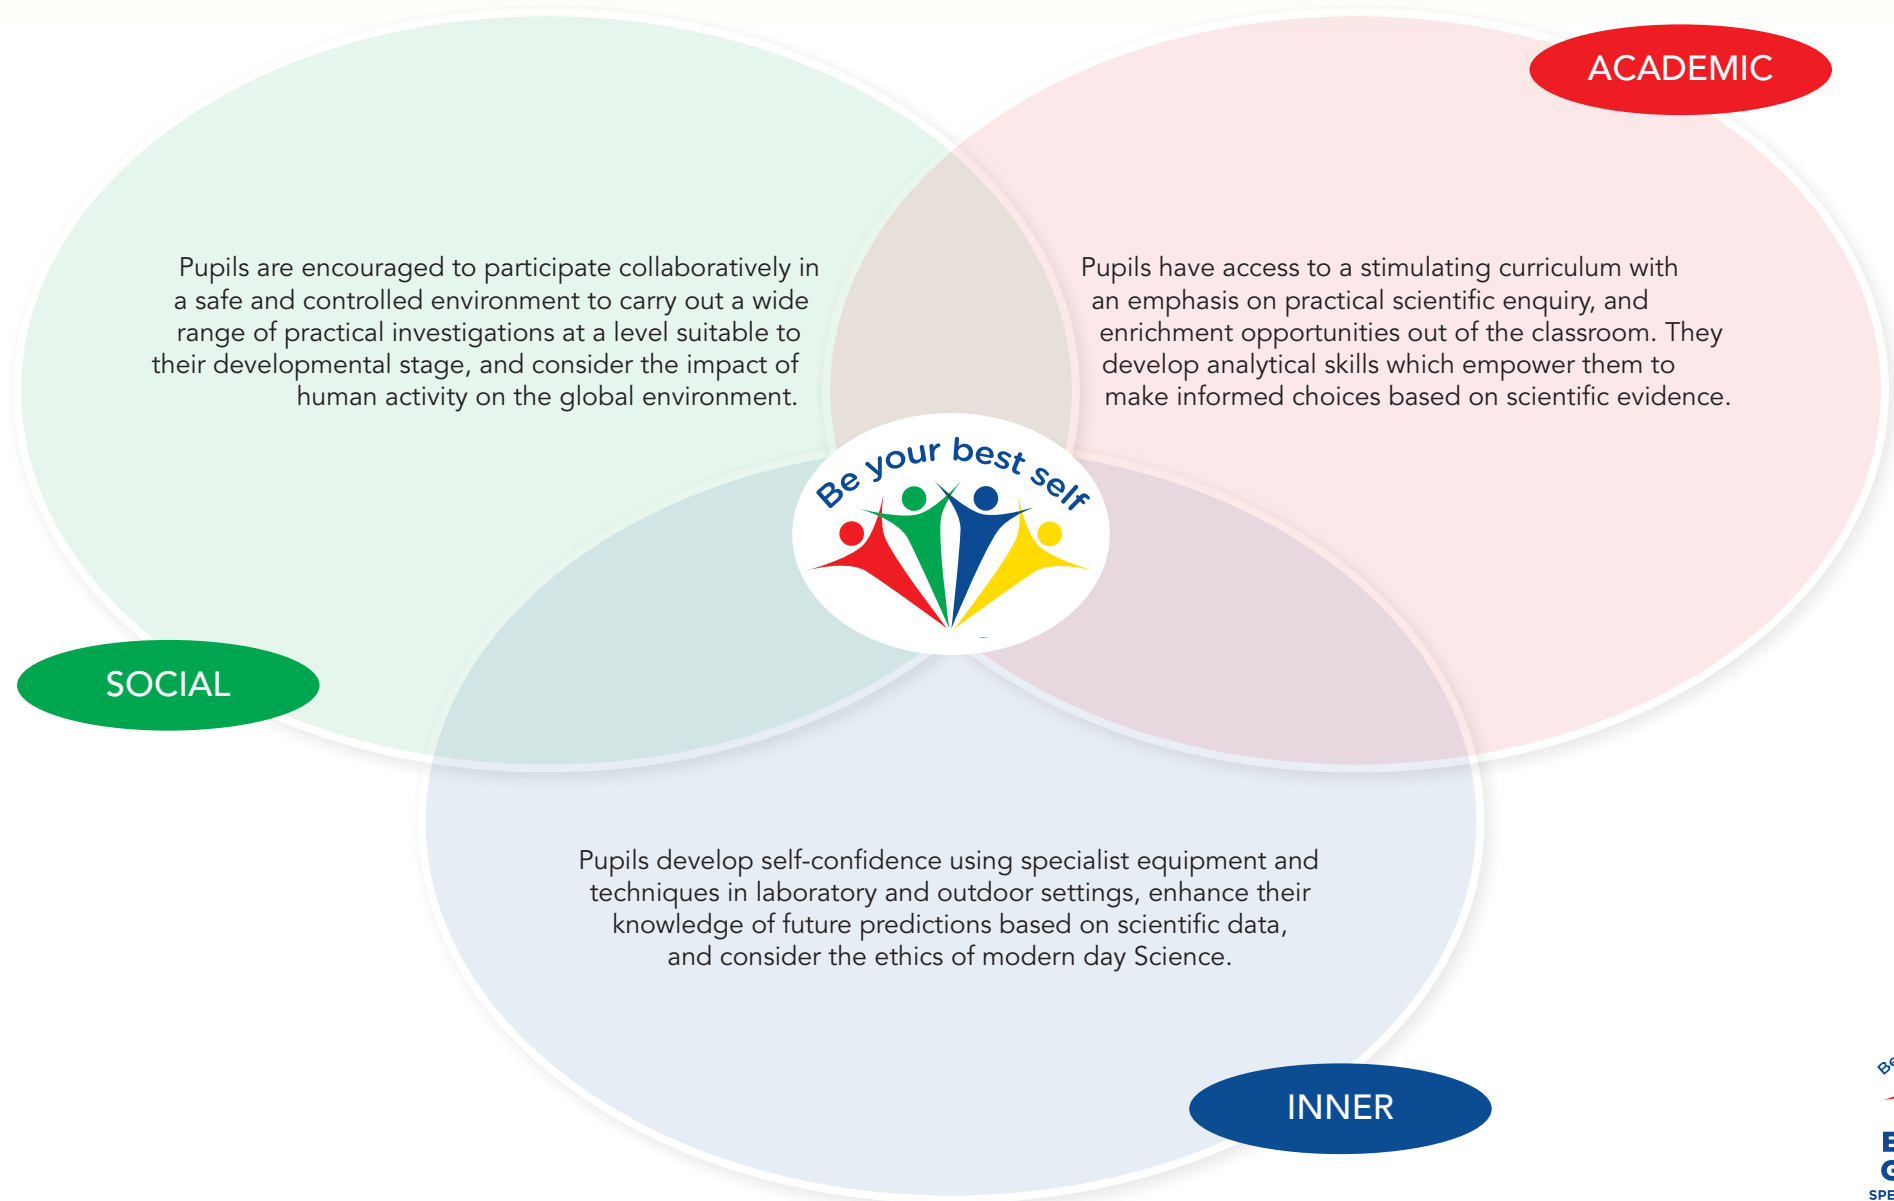 ACADEMIC
Pupils are encouraged to participate collaboratively in
a safe and controlled environment to carry out a wide
range of practical investigations at a level suitable to
their developmental stage, and consider the impact of
human activity on the global environment.
Pupils have access to a stimulating curriculum with
an emphasis on practical scientific enquiry, and
enrichment opportunities out of the classroom. They
develop analytical skills which empower them to
make informed choices based on scientific evidence.
Be your best self
SOCIAL
Pupils develop self-confidence using specialist equipment and
techniques in laboratory and outdoor settings, enhance their
knowledge of future predictions based on scientific data,
and consider the ethics of modern day Science.
INNER
Be